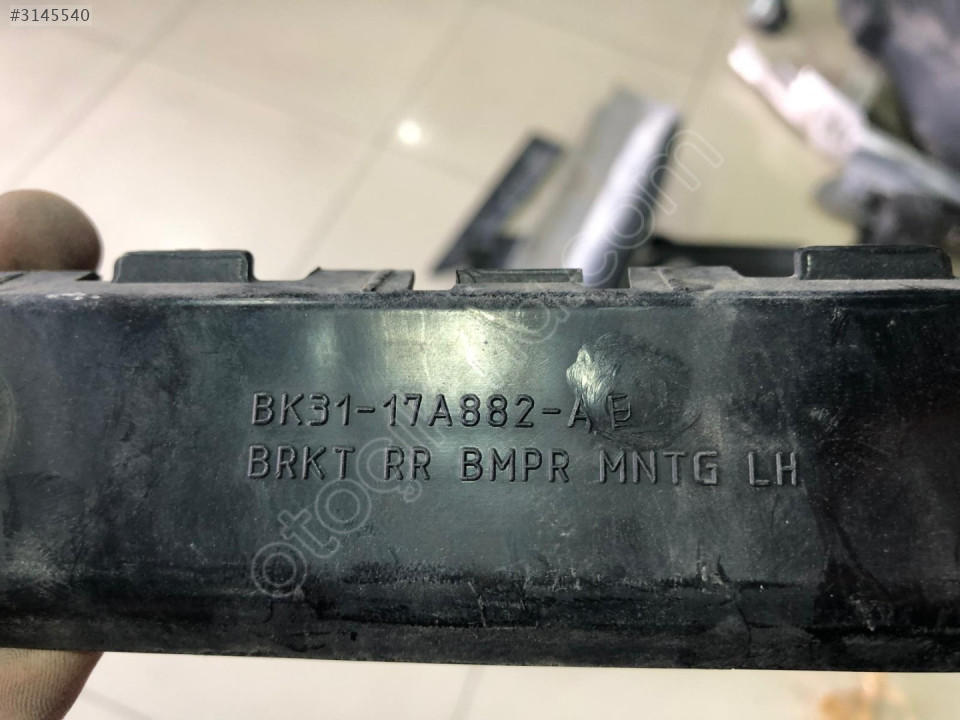 #3145540
BK31-17A882-A
BRKT RR BMPR MNTG LH